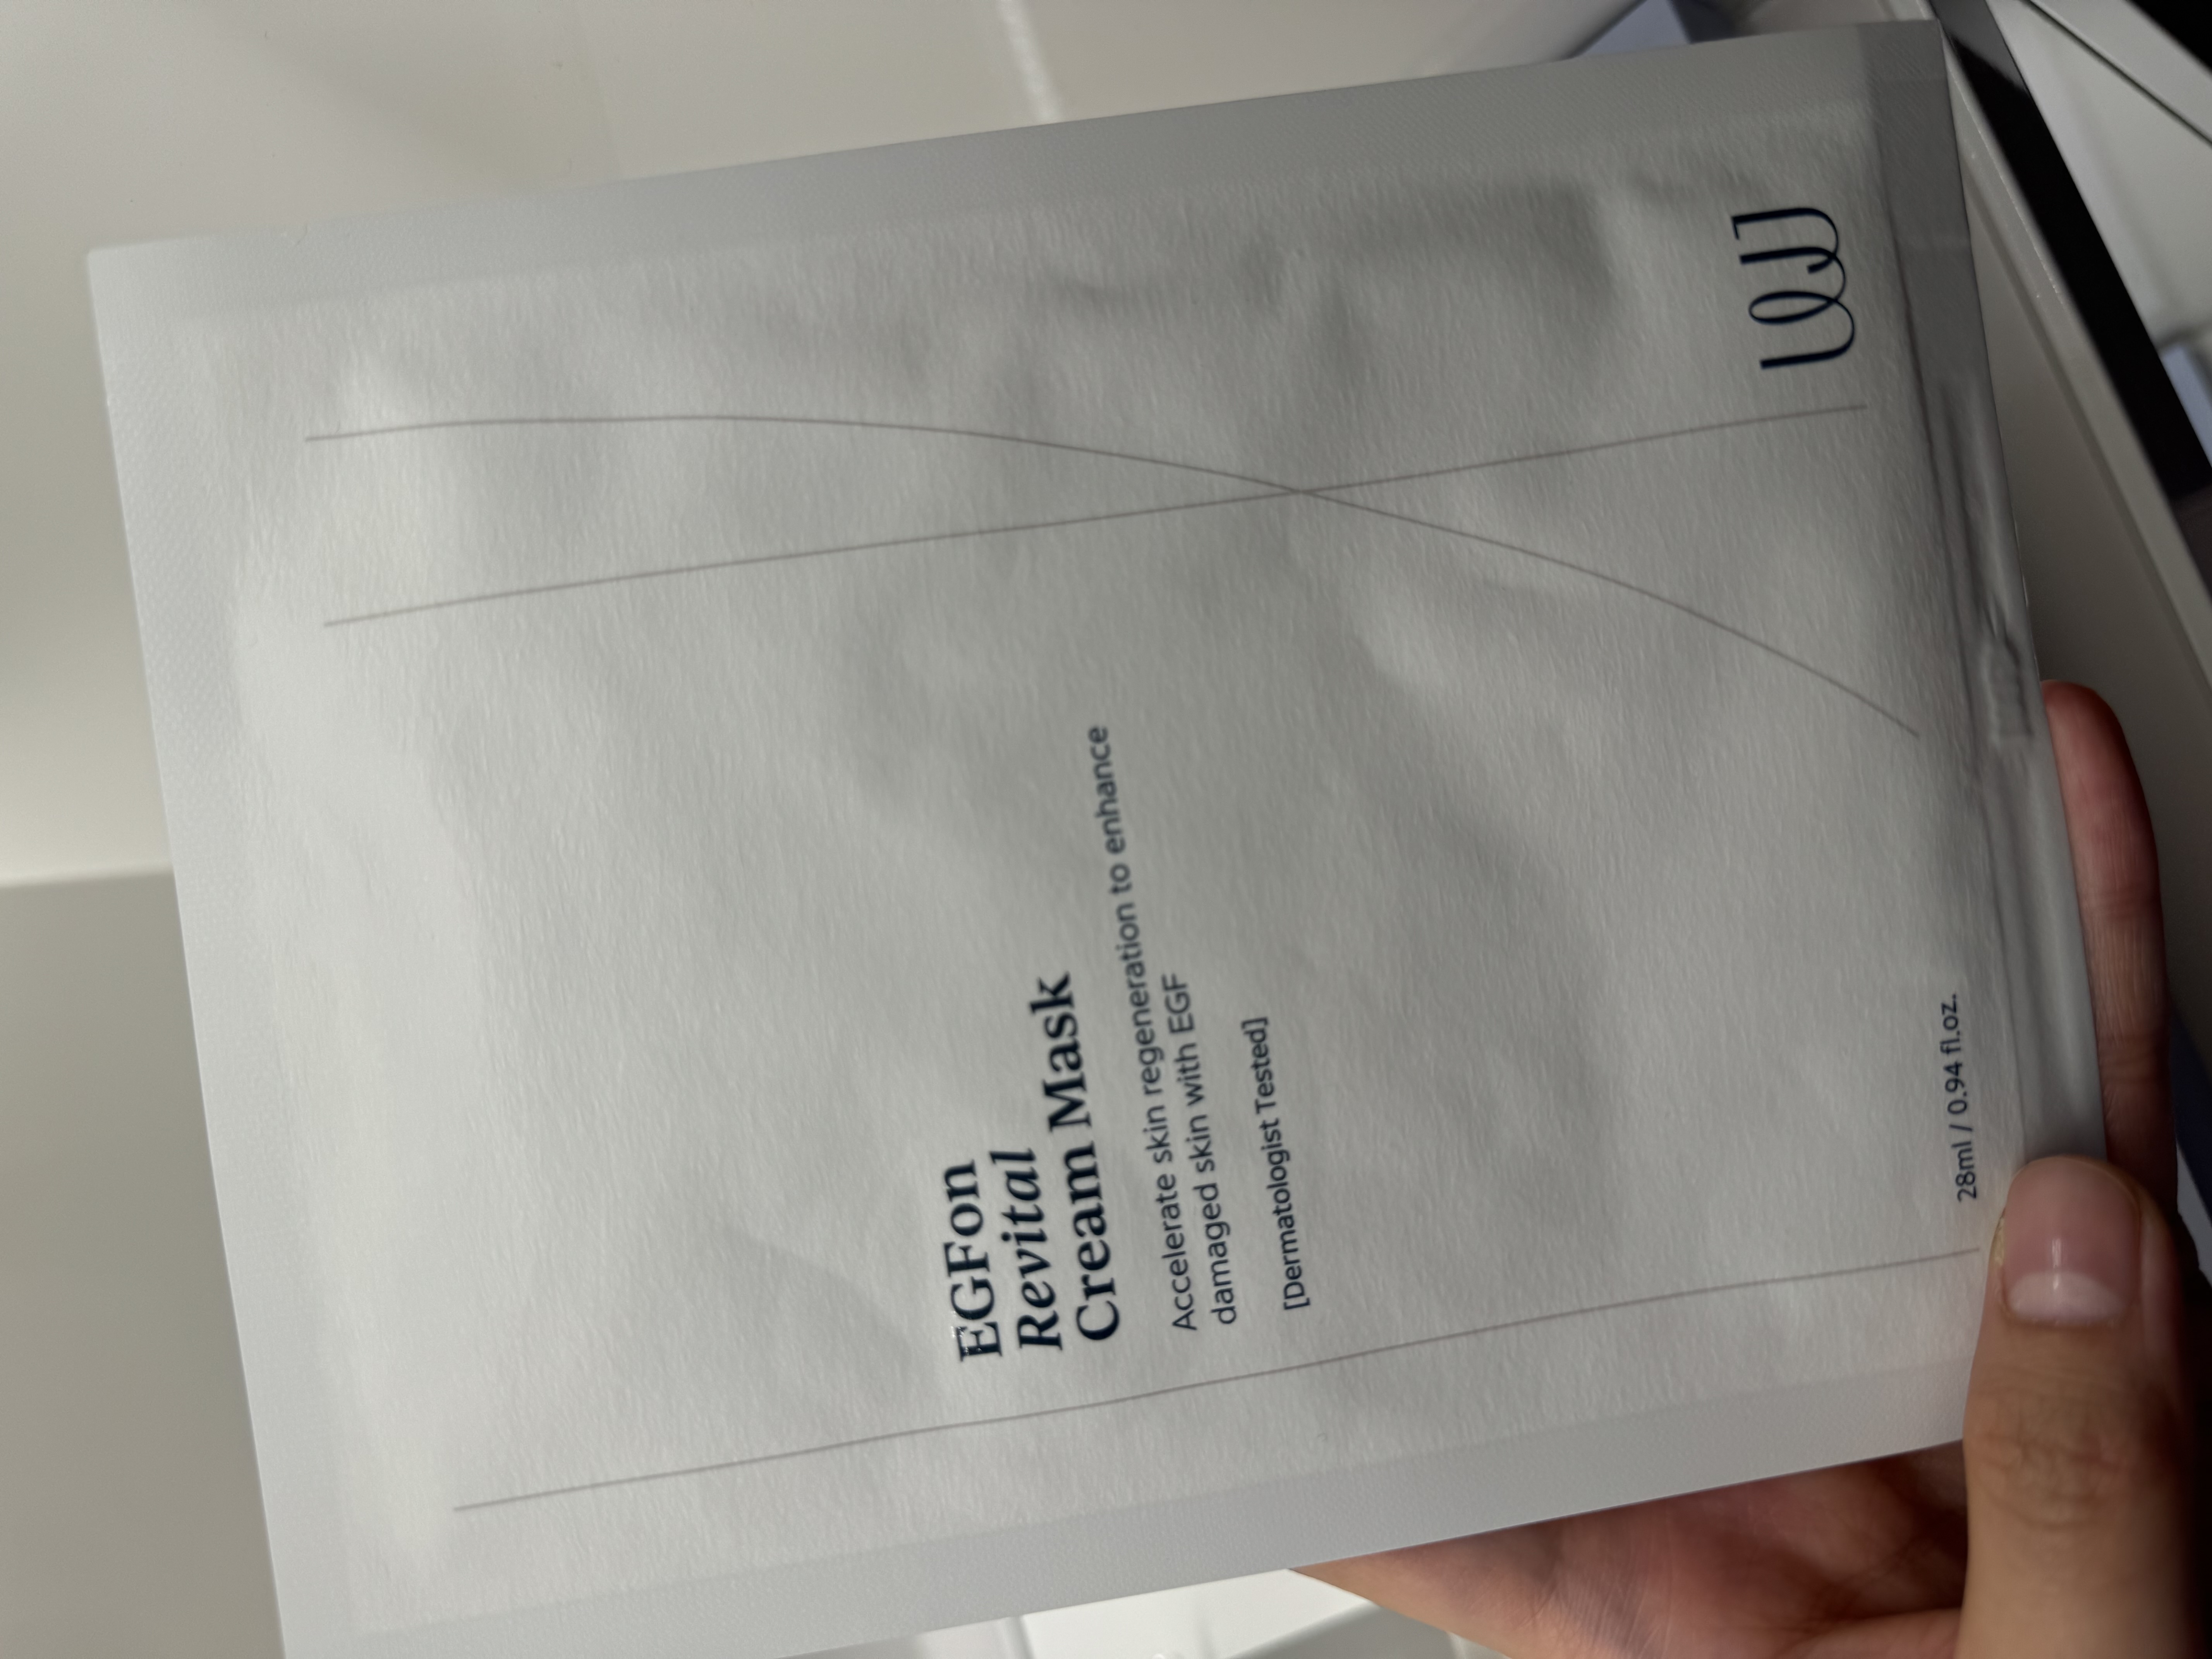 EGFon
Revital
Cream Mask
Accelerate skin regeneration to enhance
damaged skin with EGF
[Dermatologist Tested]
28ml / 0.94 fl.oz.